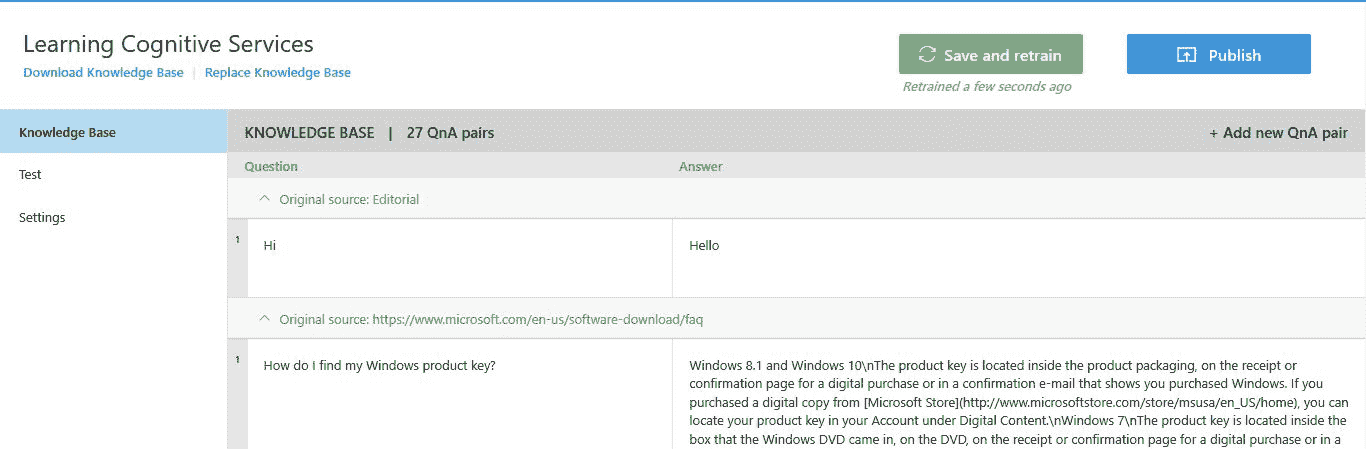 Learning Cognitive Services
Download Knowledge Base | Replace Knowledge Base
Save and retrain
Publish
Retrained a few seconds ago
Knowledge Base
Test
Settings
KNOWLEDGE BASE | 27 QnA pairs
+ Add new QnA pair
Question Answer
Original source: Editorial
1 Hi Hello
Original source: https://www.microsoft.com/en-us/software-download/faq
1 How do I find my Windows product key?
Windows 8.1 and Windows 10\nThe product key is located inside the product packaging, on the receipt or
confirmation page for a digital purchase or in a confirmation e-mail that shows you purchased Windows. If you
purchased a digital copy from [Microsoft Store](http://www.microsoftstore.com/store/msusa/en_US/home), you can
locate your product key in your Account under Digital Content.\nWindows 7\nThe product key is located inside the
box that the Windows DVD came in, on the DVD, on the receipt or confirmation page for a digital purchase or in a